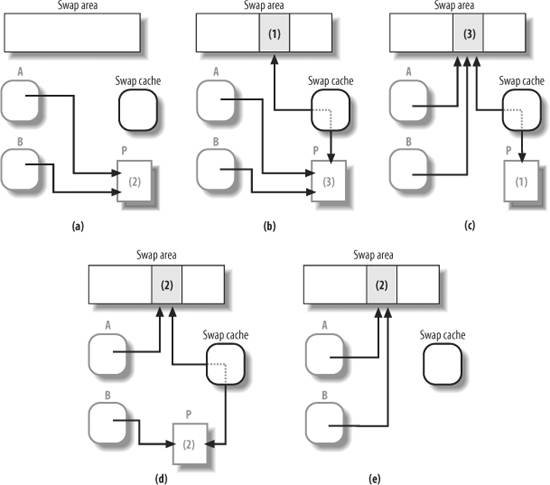 Swap area
A
Swap cache
B
P
(2)
(a)
Swap area
(1)
A
Swap cache
B
P
(3)
(b)
Swap area
(3)
A
Swap cache
B
P
(1)
(c)
Swap area
(2)
A
Swap cache
B
P
(2)
(d)
Swap area
(2)
A
Swap cache
B
(e)